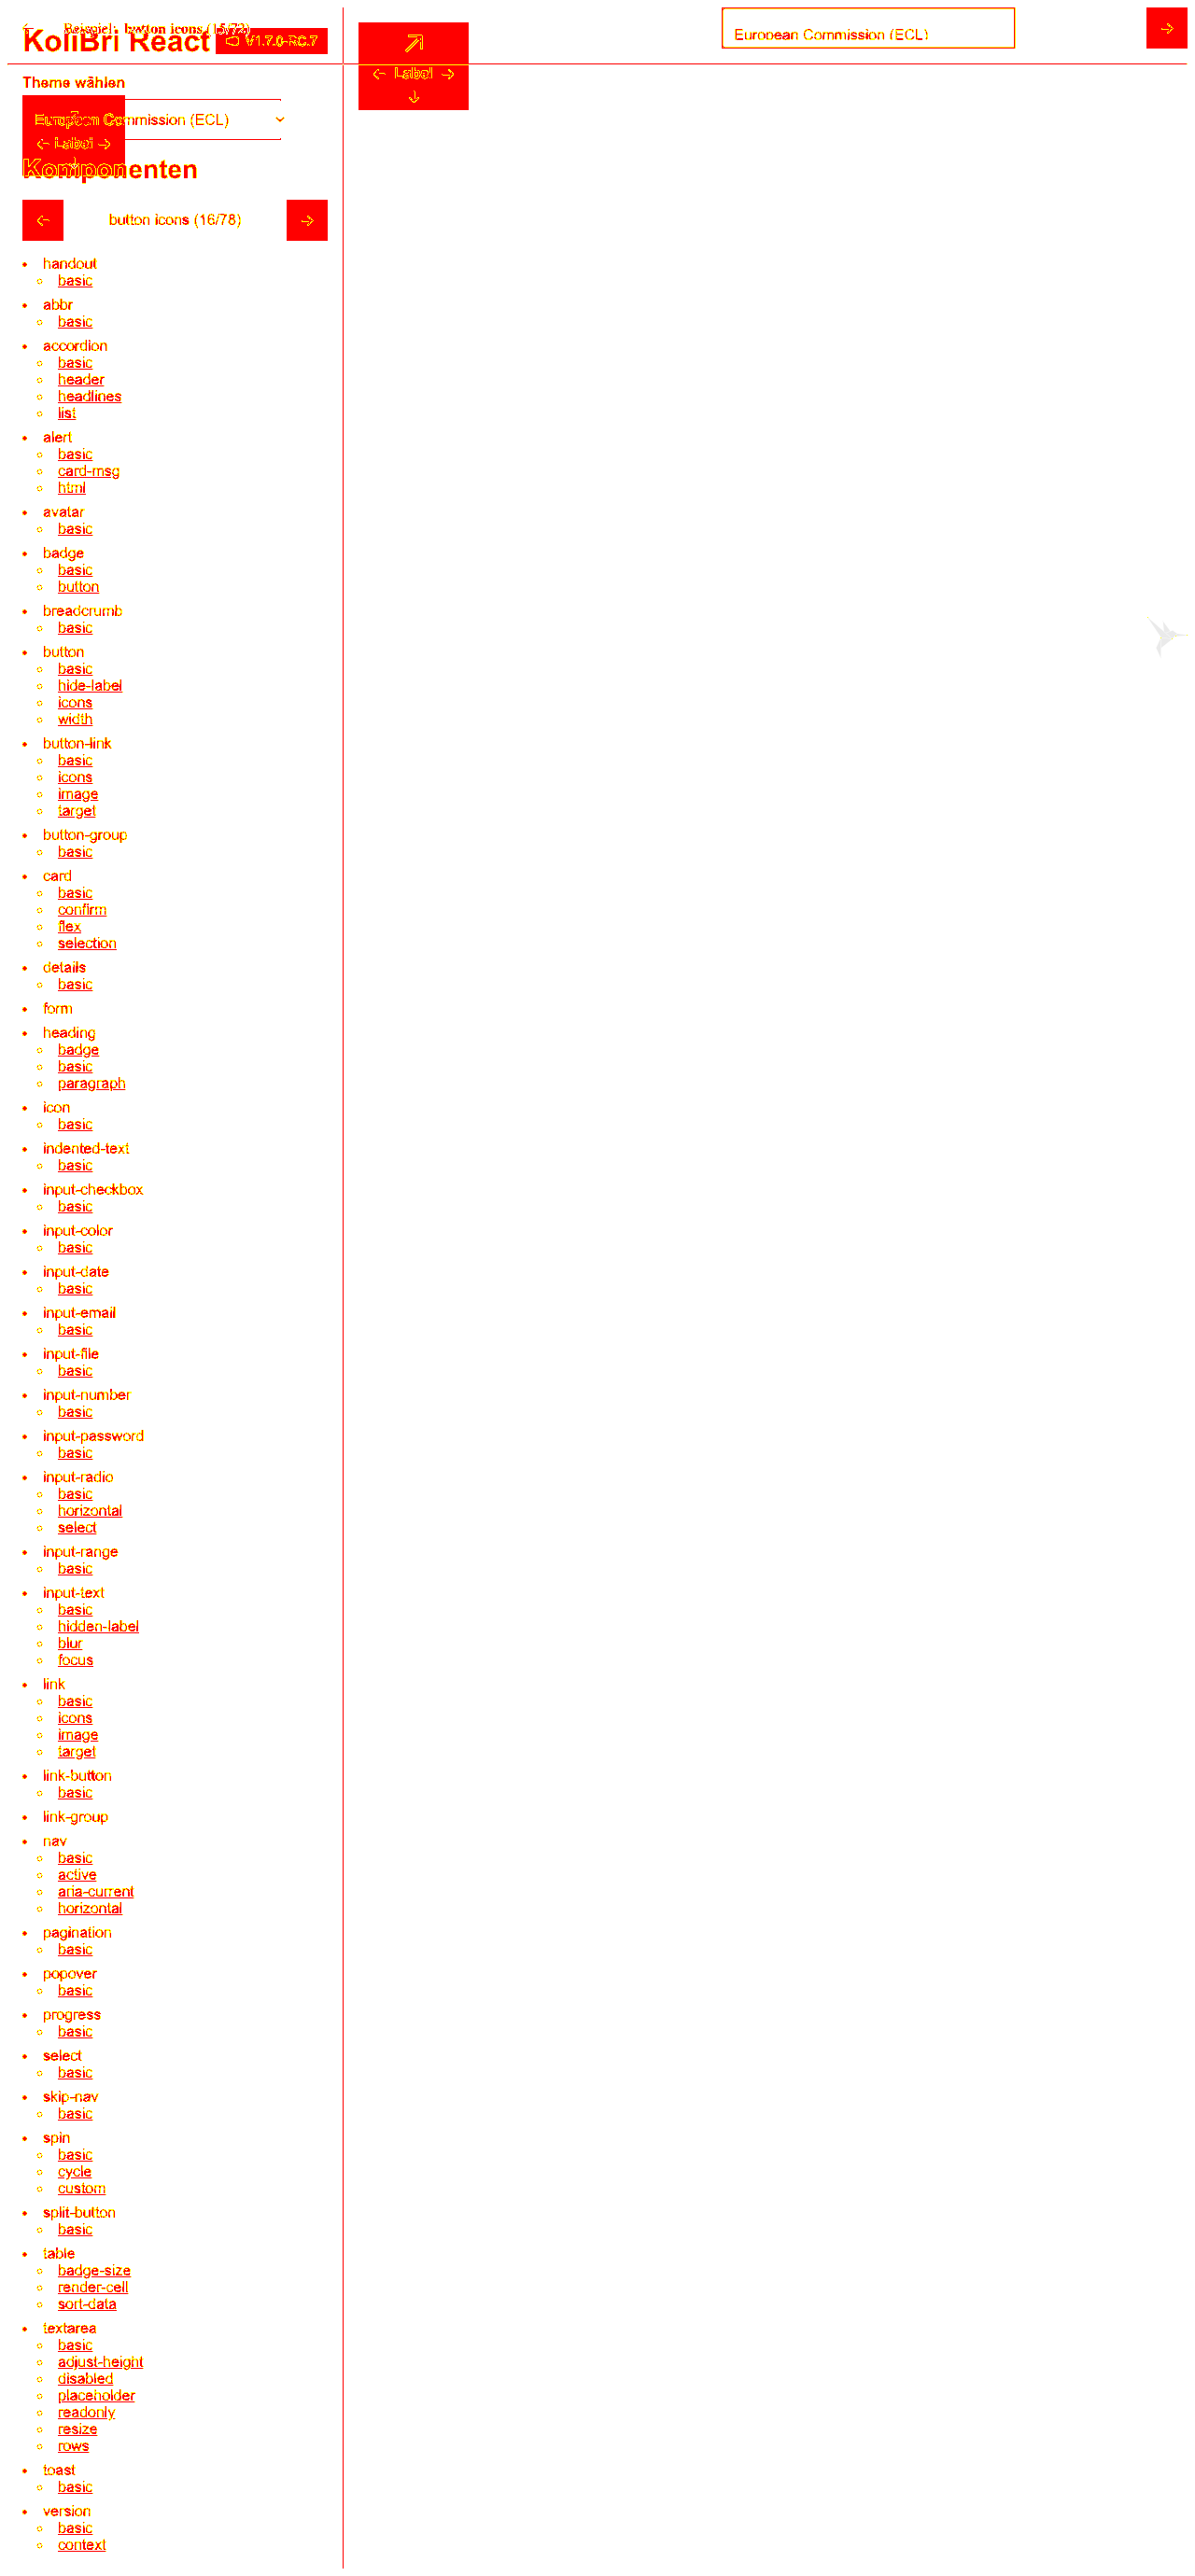 Beispiel: button icons (15/72)
KoliBri React V1.7.0-RC.7
European Commission (ECL)
Label
Theme wählen
European Commission (ECL)
Label
Komponenten
button icons (16/78)
handout
basic
abbr
basic
accordion
basic
header
headlines
list
alert
basic
card-msg
html
avatar
basic
badge
basic
button
breadcrumb
basic
button
basic
hide-label
icons
width
button-link
basic
icons
image
target
button-group
basic
card
basic
confirm
flex
selection
details
basic
form
heading
badge
basic
paragraph
icon
basic
indented-text
basic
input-checkbox
basic
input-color
basic
input-date
basic
input-email
basic
input-file
basic
input-number
basic
input-password
basic
input-radio
basic
horizontal
select
input-range
basic
input-text
basic
hidden-label
blur
focus
link
basic
icons
image
target
link-button
basic
link-group
nav
basic
active
aria-current
horizontal
pagination
basic
popover
basic
progress
basic
select
basic
skip-nav
basic
spin
basic
cycle
custom
split-button
basic
table
badge-size
render-cell
sort-data
textarea
basic
adjust-height
disabled
placeholder
readonly
resize
rows
toast
basic
version
basic
context